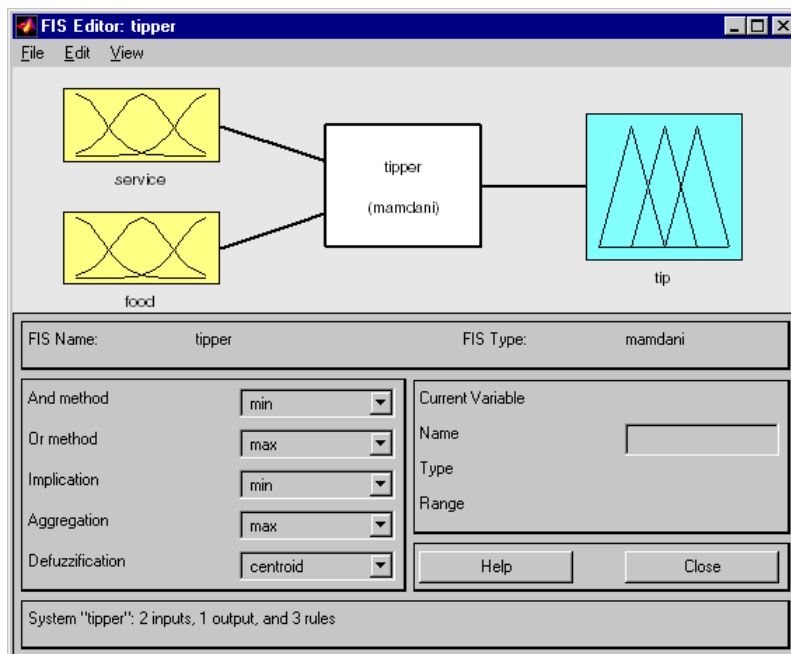 FIS Editor: tipper
File Edit View
service
food
tipper
(mamdani)
tip
FIS Name: tipper FIS Type: mamdani
And method min
Or method max
Implication min
Aggregation max
Defuzzification centroid
Current Variable
Name
Type
Range
Help Close
System "tipper": 2 inputs, 1 output, and 3 rules